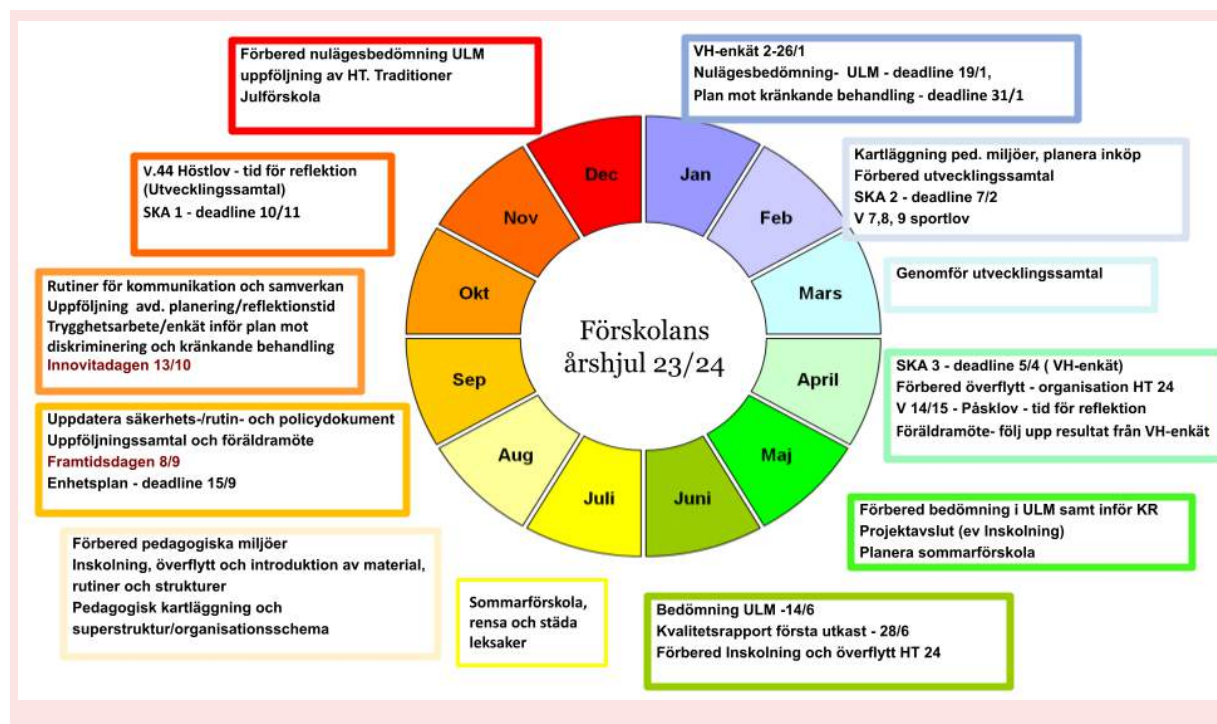 Förbered nulägesbedömning ULM
uppföljning av HT. Traditioner
Julförskola
VH-enkät 2-26/1
Nulägesbedömning- ULM - deadline 19/1,
Plan mot kränkande behandling - deadline 31/1
V.44 Höstlov - tid för reflektion
(Utvecklingssamtal)
SKA 1 - deadline 10/11
Kartläggning ped. miljöer, planera inköp
Förbered utvecklingssamtal
SKA 2 - deadline 7/2
V 7,8, 9 sportlov
Rutiner för kommunikation och samverkan
Uppföljning avd. planering/reflektionstid
Trygghetsarbete/enkät inför plan mot
diskriminering och kränkande behandling
Innovitadagen 13/10
Genomför utvecklingssamtal
Uppdatera säkerhets-/rutin- och policydokument
Uppföljningssamtal och föräldramöte
Framtidsdagen 8/9
Enhetsplan - deadline 15/9
SKA 3 - deadline 5/4 ( VH-enkät)
Förbered överflytt - organisation HT 24
V 14/15 - Påsklov - tid för reflektion
Föräldramöte- följ upp resultat från VH-enkät
Förbered pedagogiska miljöer
Inskolning, överflytt och introduktion av material,
rutiner och strukturer
Pedagogisk kartläggning och
superstruktur/organisationsschema
Sommarförskola,
rensa och städa
leksaker
Bedömning ULM -14/6
Kvalitetsrapport första utkast - 28/6
Förbered Inskolning och överflytt HT 24
Förbered bedömning i ULM samt inför KR
Projektavslut (ev Inskolning)
Planera sommarförskola
Förskolans
årshjul 23/24
Jan
Feb
Mars
April
Maj
Juni
Juli
Aug
Sep
Okt
Nov
Dec